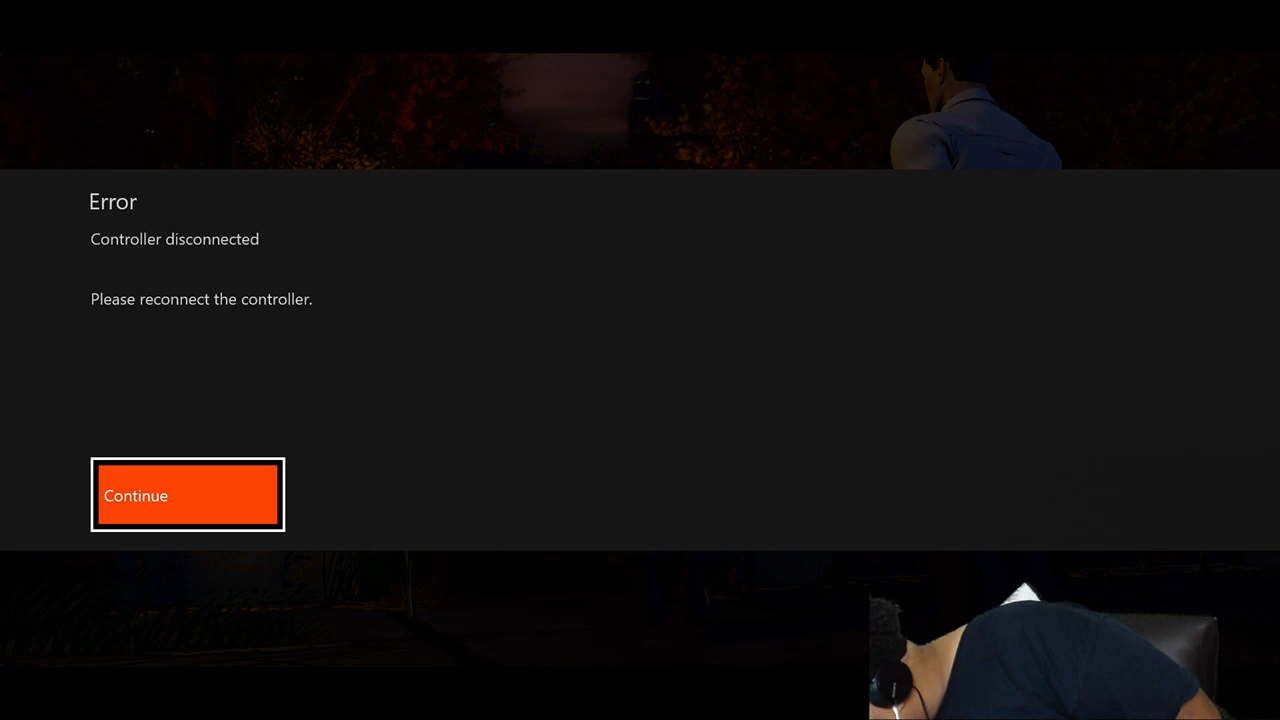 Error
Controller disconnected
Please reconnect the controller.
Continue